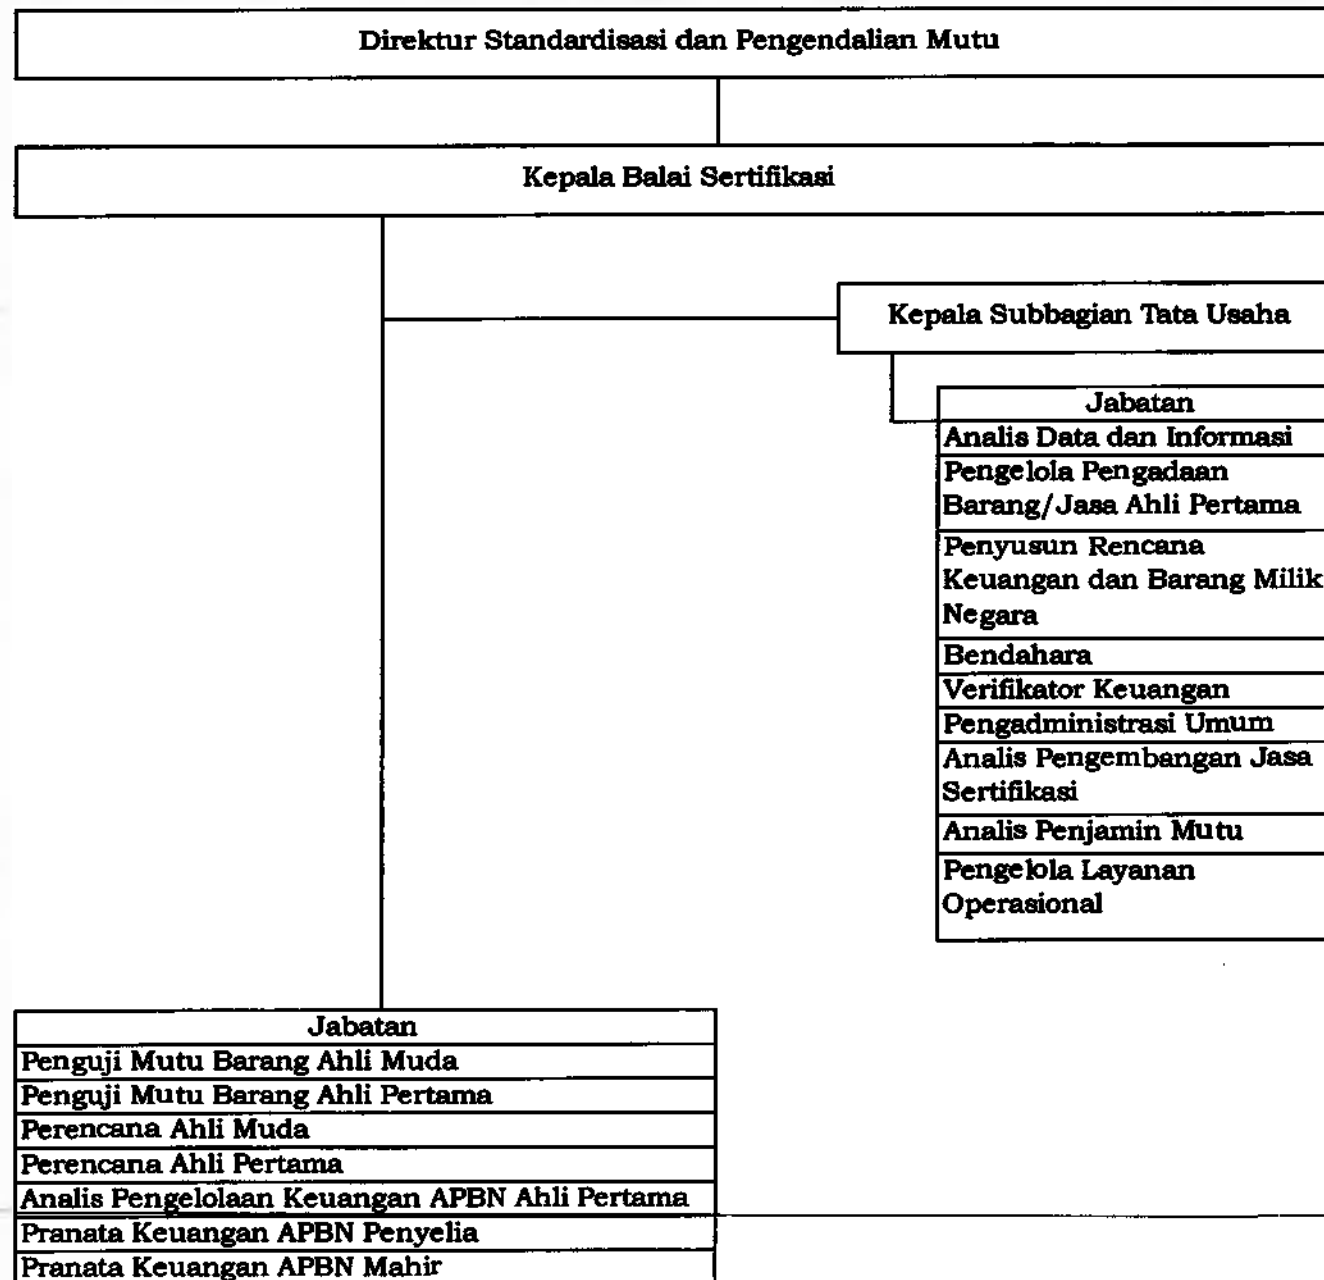 Direktur Standardisasi dan Pengendalian Mutu
Kepala Balai Sertifikasi
Kepala Subbagian Tata Usaha
Jabatan
Analis Data dan Informasi
Pengelola Pengadaan
Barang/Jasa Ahli Pertama
Penyusun Rencana
Keuangan dan Barang Milik
Negara
Bendahara
Verifikator Keuangan
Pengadministrasi Umum
Analis Pengembangan Jasa
Sertifikasi
Analis Penjamin Mutu
Pengelola Layanan
Operasional
Jabatan
Penguji Mutu Barang Ahli Muda
Penguji Mutu Barang Ahli Pertama
Perencana Ahli Muda
Perencana Ahli Pertama
Analis Pengelolaan Keuangan APBN Ahli Pertama
Pranata Keuangan APBN Penyelia
Pranata Keuangan APBN Mahir